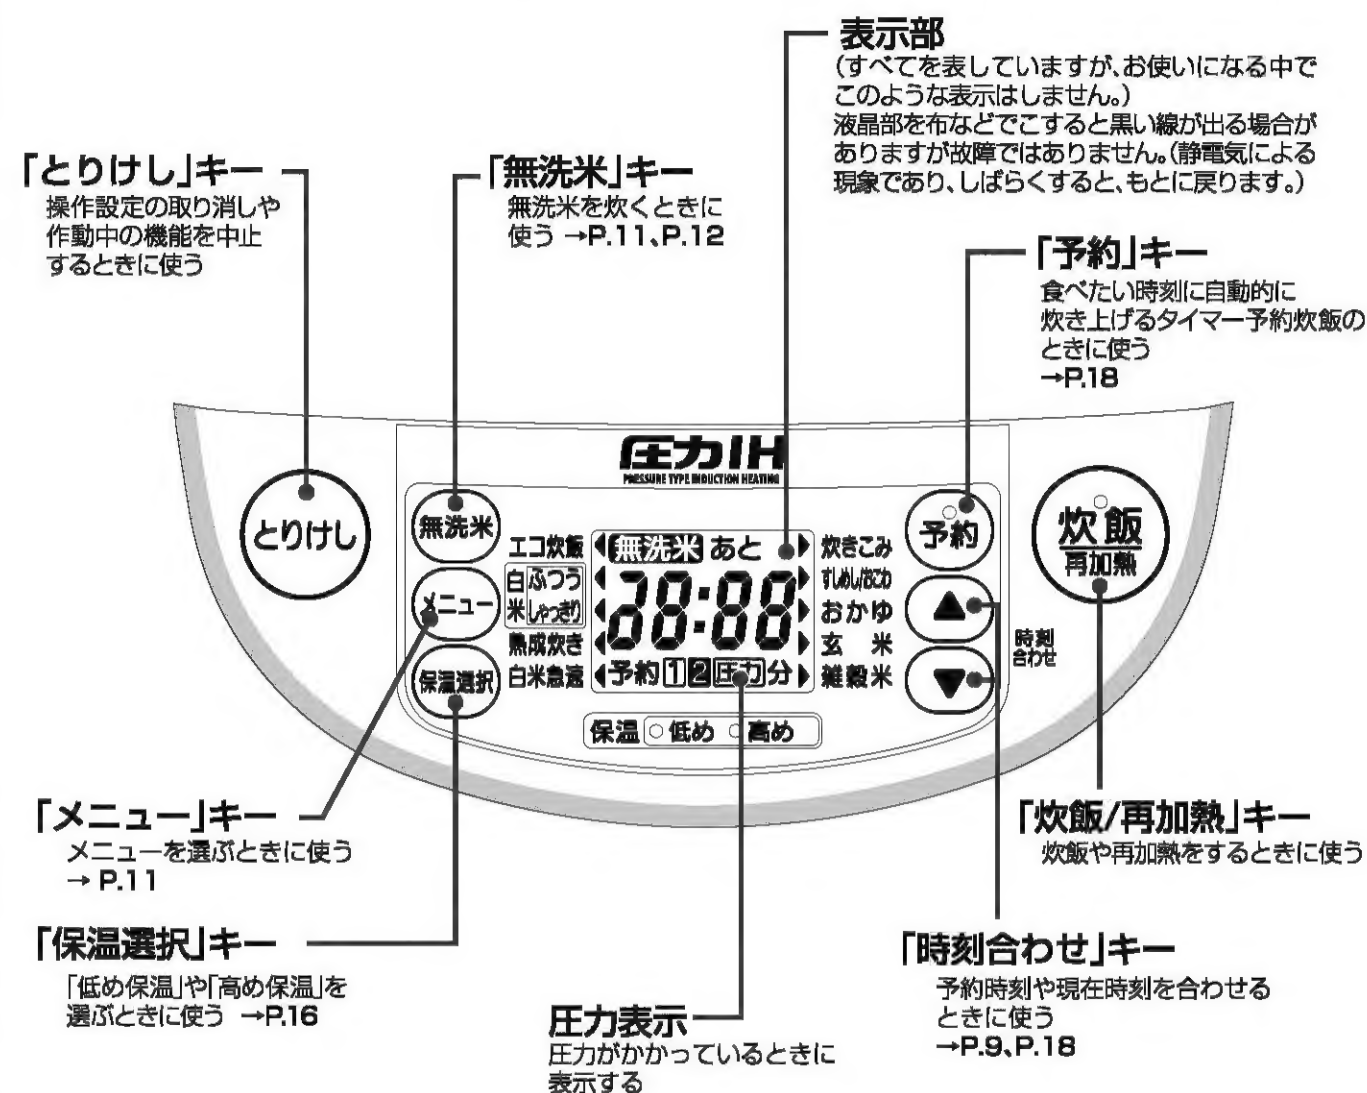 表示部
(すべてを表していますが、お使いになる中で
このような表示はしません。)
液晶部を布などでこすると黒い線が出る場合が
ありますが故障ではありません。(静電気による
現象であり、しばらくすると、もとに戻ります。)
「とりけし」キー
操作設定の取り消しや
作動中の機能を中止
するときに使う
「無洗米」キー
無洗米を炊くときに
使う →P.11、P.12
「予約」キー
食べたい時刻に自動的に
炊き上げるタイマー予約炊飯の
ときに使う
→P.18
圧力IH
PRESSURE TYPE INDUCTION HEATING
とりけし
無洗米
メニュー
保温選択
エコ炊飯
白米
ふつう
しゃっきり
熟成炊き
白米急速
無洗米 あと
38:88
予約 1 2 圧力 分
炊きこみ
すしめし/おこわ
おかゆ
玄 米
雑穀米
予約
▲
▼
時刻
合わせ
炊飯
再加熱
保温 低め 高め
「メニュー」キー
メニューを選ぶときに使う
→ P.11
「保温選択」キー
「低め保温」や「高め保温」を
選ぶときに使う →P.16
圧力表示
圧力がかかっているときに
表示する
「炊飯/再加熱」キー
炊飯や再加熱をするときに使う
「時刻合わせ」キー
予約時刻や現在時刻を合わせる
ときに使う
→P.9、P.18